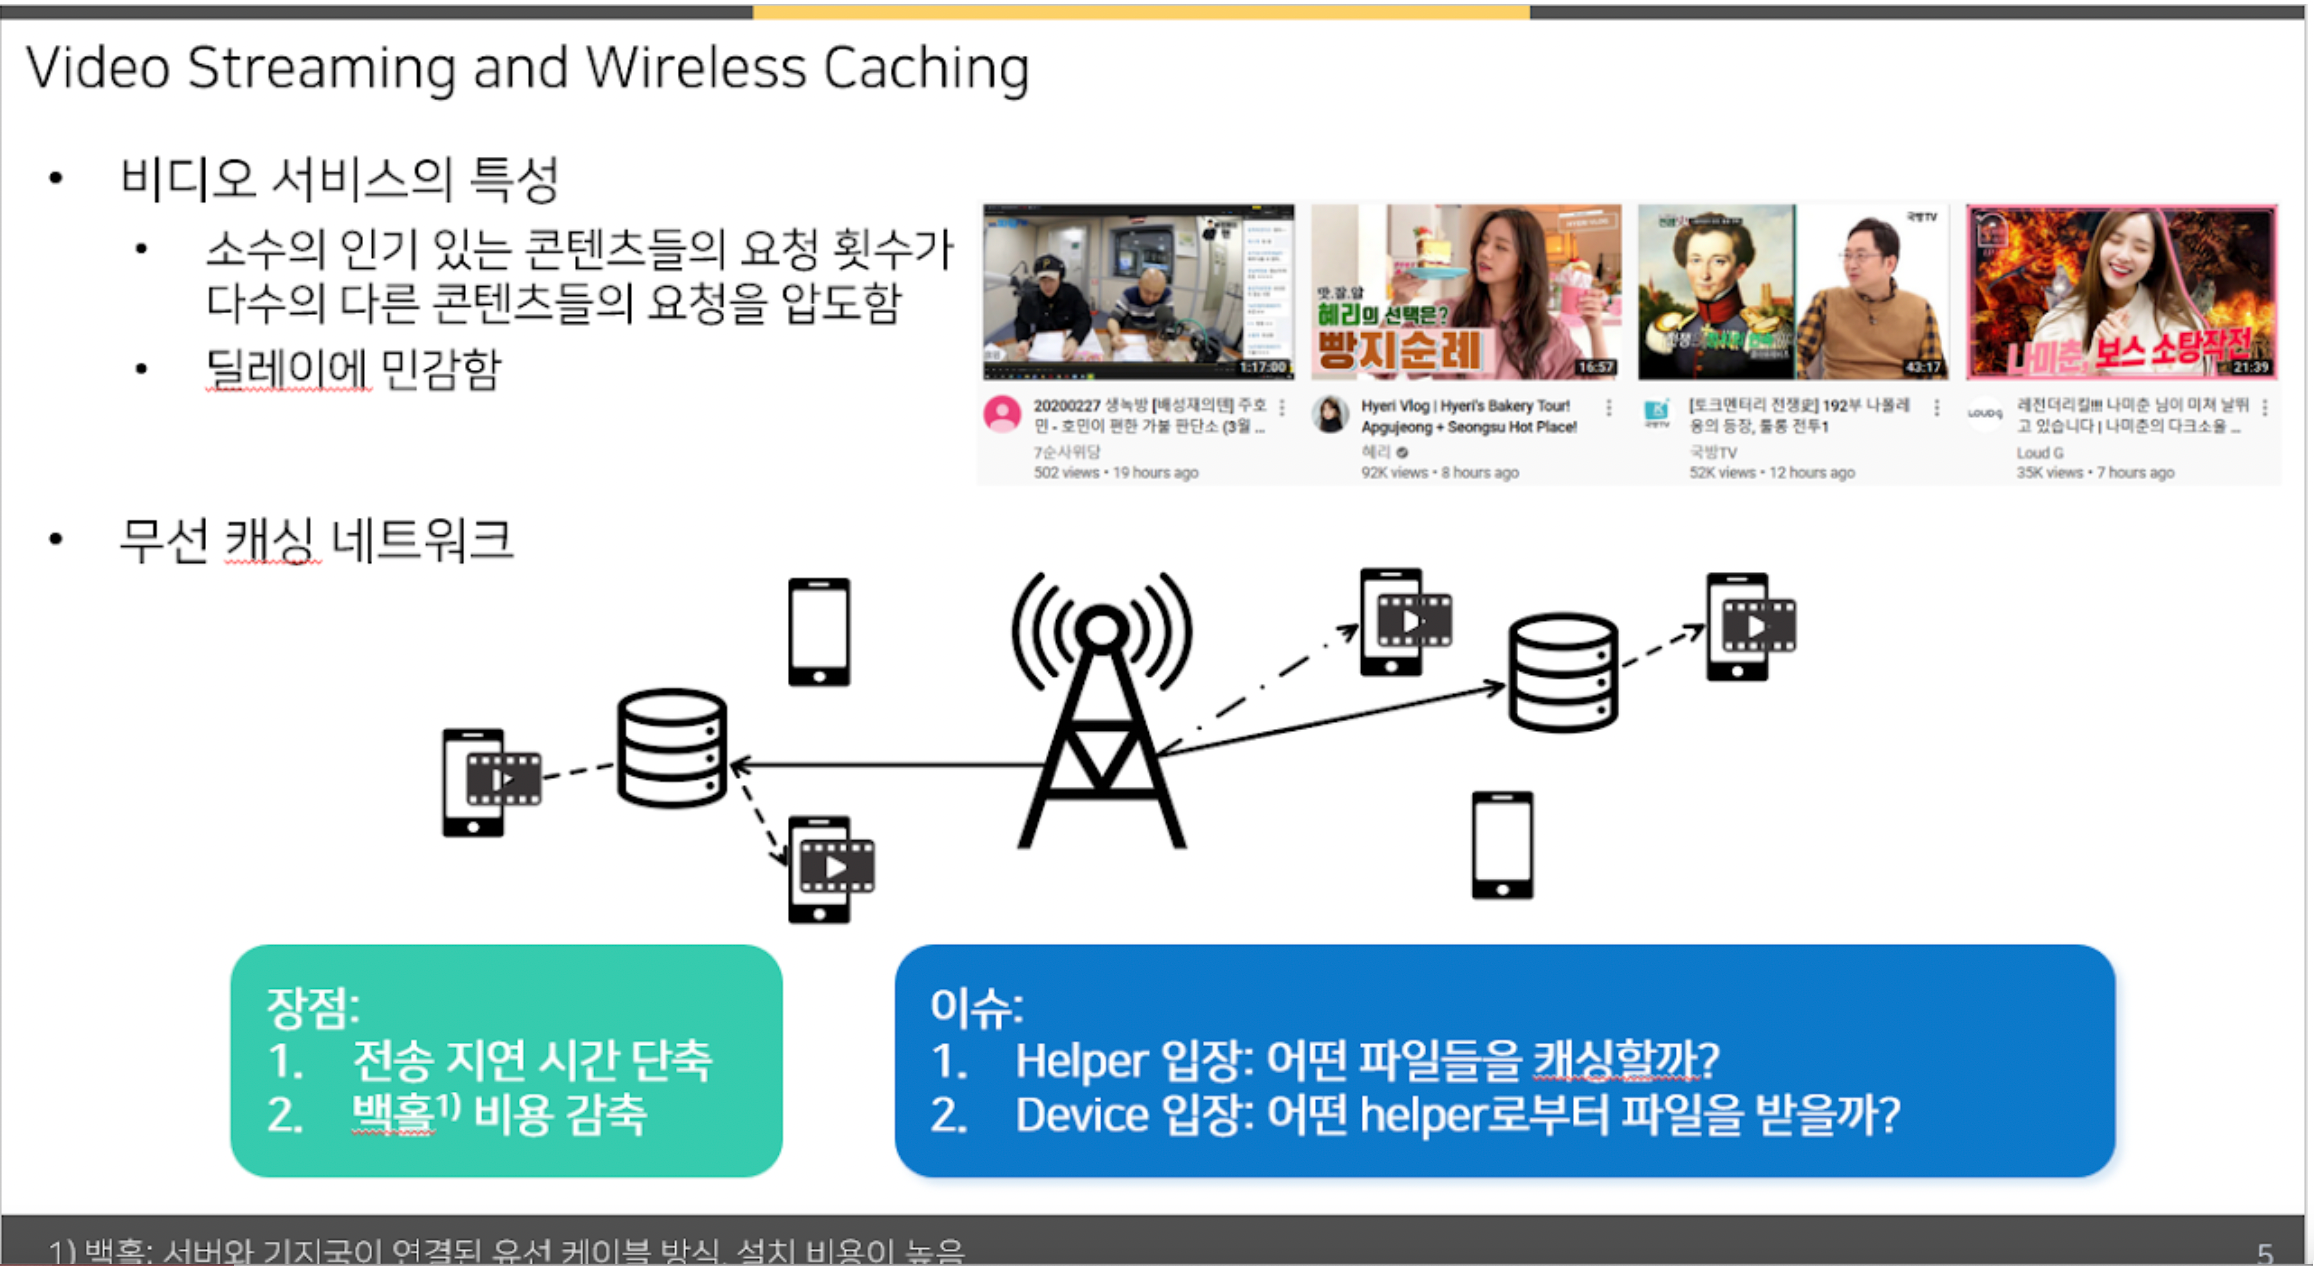 Video Streaming and Wireless Caching
• 비디오 서비스의 특성
• 소수의 인기 있는 콘텐츠들의 요청 횟수가
다수의 다른 콘텐츠들의 요청을 압도함
• 딜레이에 민감함
국방TV
맛.잘.알
혜리의 선택은?
빵지순례
나미춘, 보스 소탕작전
1:17:00
16:57
43:17
21:39
20200227 생녹방 [배성재의텐] 주호
민 - 호민이 편한 가불 판단소 (3월 ...
7순사위당
502 views • 19 hours ago
Hyeri Vlog | Hyeri's Bakery Tour!
Apgujeong + Seongsu Hot Place!
혜리
92K views • 8 hours ago
국방TV
[토크멘터리 전쟁史] 192부 나폴레
옹의 등장, 툴롱 전투1
국방TV
52K views • 12 hours ago
LOUDG
레전더리킬!!! 나미춘 님이 미쳐 날뛰
고 있습니다 | 나미춘의 다크소울 ...
Loud G
35K views • 7 hours ago
• 무선 캐싱 네트워크
장점:
1. 전송 지연 시간 단축
2. 백홀1) 비용 감축
이슈:
1. Helper 입장: 어떤 파일들을 캐싱할까?
2. Device 입장: 어떤 helper로부터 파일을 받을까?
1) 백홀: 서버와 기지국이 연결된 유선 케이블 방식. 설치 비용이 높음
5